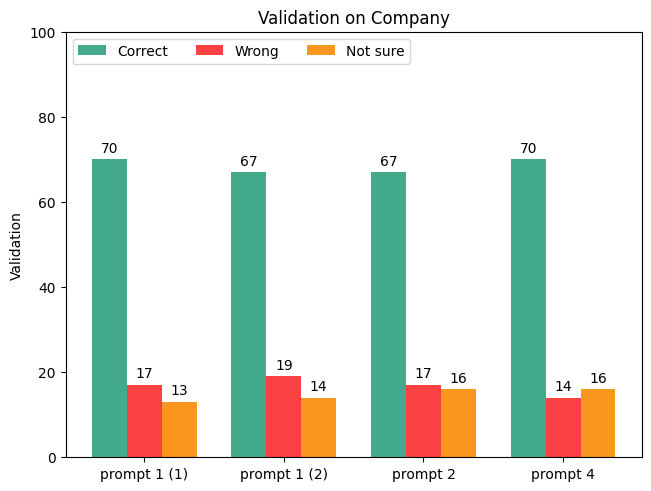 Validation on Company
Correct Wrong Not sure
Validation
100
80
60
40
20
0
70 17 13
67 19 14
67 17 16
70 14 16
prompt 1 (1) prompt 1 (2) prompt 2 prompt 4